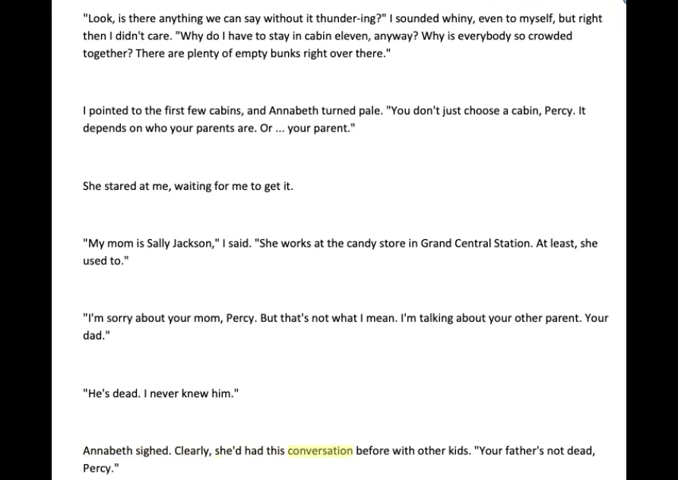 "Look, is there anything we can say without it thunder-ing?" I sounded whiny, even to myself, but right
then I didn't care. "Why do I have to stay in cabin eleven, anyway? Why is everybody so crowded
together? There are plenty of empty bunks right over there."
I pointed to the first few cabins, and Annabeth turned pale. "You don't just choose a cabin, Percy. It
depends on who your parents are. Or ... your parent."
She stared at me, waiting for me to get it.
"My mom is Sally Jackson," I said. "She works at the candy store in Grand Central Station. At least, she
used to."
"I'm sorry about your mom, Percy. But that's not what I mean. I'm talking about your other parent. Your
dad."
"He's dead. I never knew him."
Annabeth sighed. Clearly, she'd had this conversation before with other kids. "Your father's not dead,
Percy."